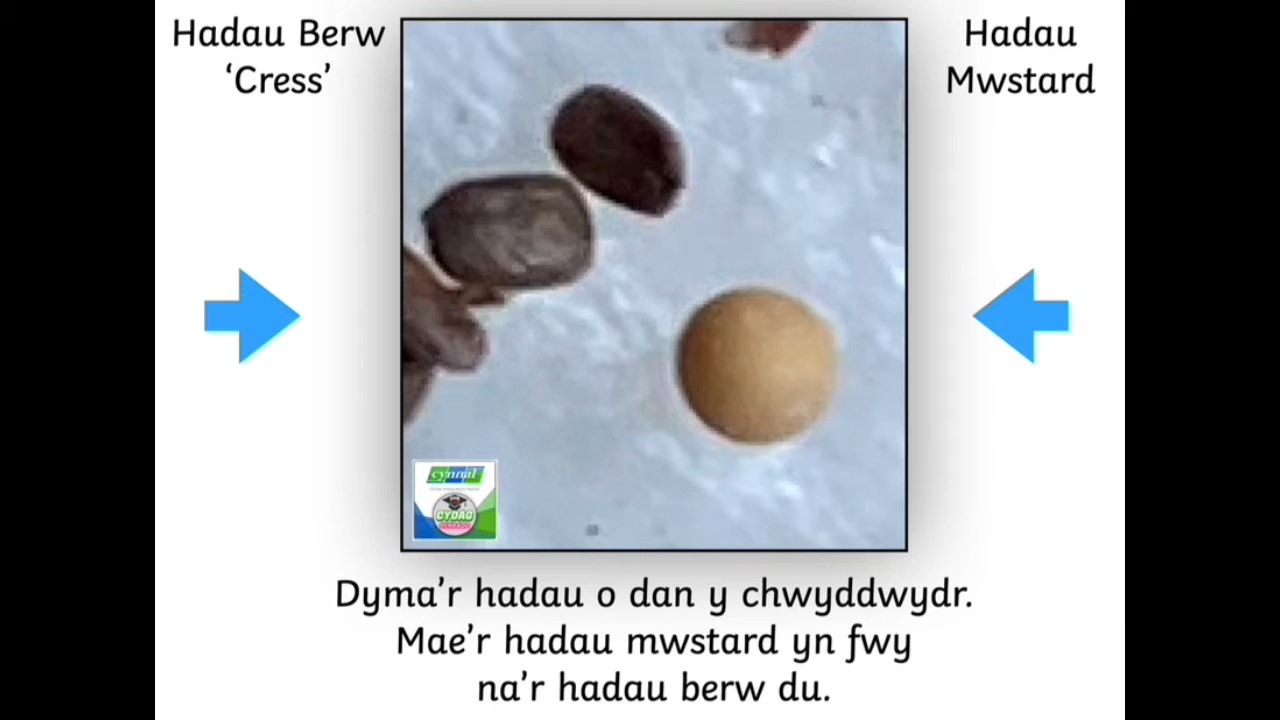 Hadau Berw
‘Cress’
Hadau
Mwstard
cynnal
CYDAG
Dyma’r hadau o dan y chwyddwydr.
Mae’r hadau mwstard yn fwy
na’r hadau berw du.